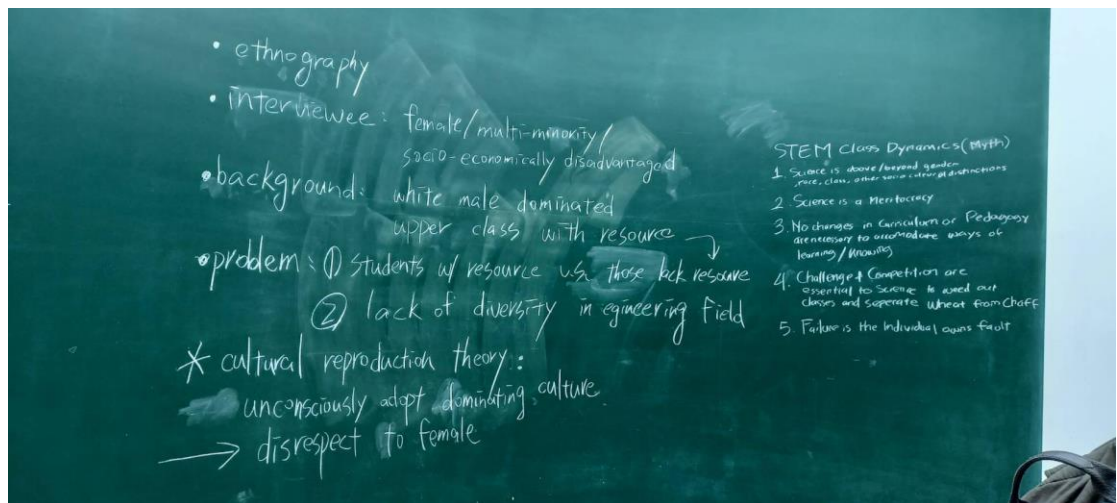 • ethnography
• interviewee: female/multi-minority/
socio-economically disadvantaged
• background: white male dominated
upper class with resource
• problem: ① students w/ resource v.s. those lack resource
② lack of diversity in egineering field
* cultural reproduction theory:
unconsciously adopt dominating culture
→ disrespect to female
STEM Class Dynamics (Myth)
1. Science is above/beyond gender
, race, class, other socio cultural distinctions
2. Science is a Meritocracy
3. No changes in Curriculum or Pedagogy
are necessary to accomodate ways of
learning/knowing
4. Challenge & Competition are
essential to Science to weed out
classes and seperate wheat from Chaff
5. Failure is the individual owns fault